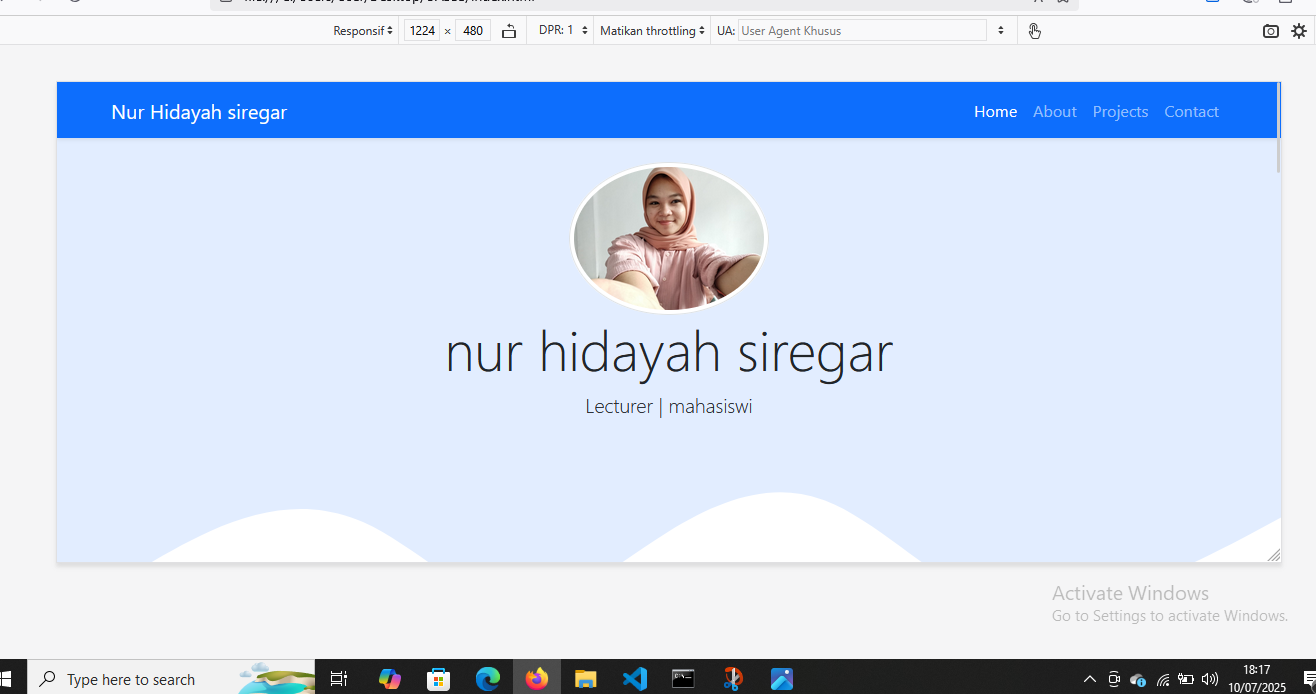 Responsif 1224 × 480 DPR: 1 Matikan throttling UA: User Agent Khusus
Nur Hidayah siregar Home About Projects Contact
nur hidayah siregar
Lecturer | mahasiswi
Activate Windows
Go to Settings to activate Windows.
Type here to search
18:17
10/07/2025